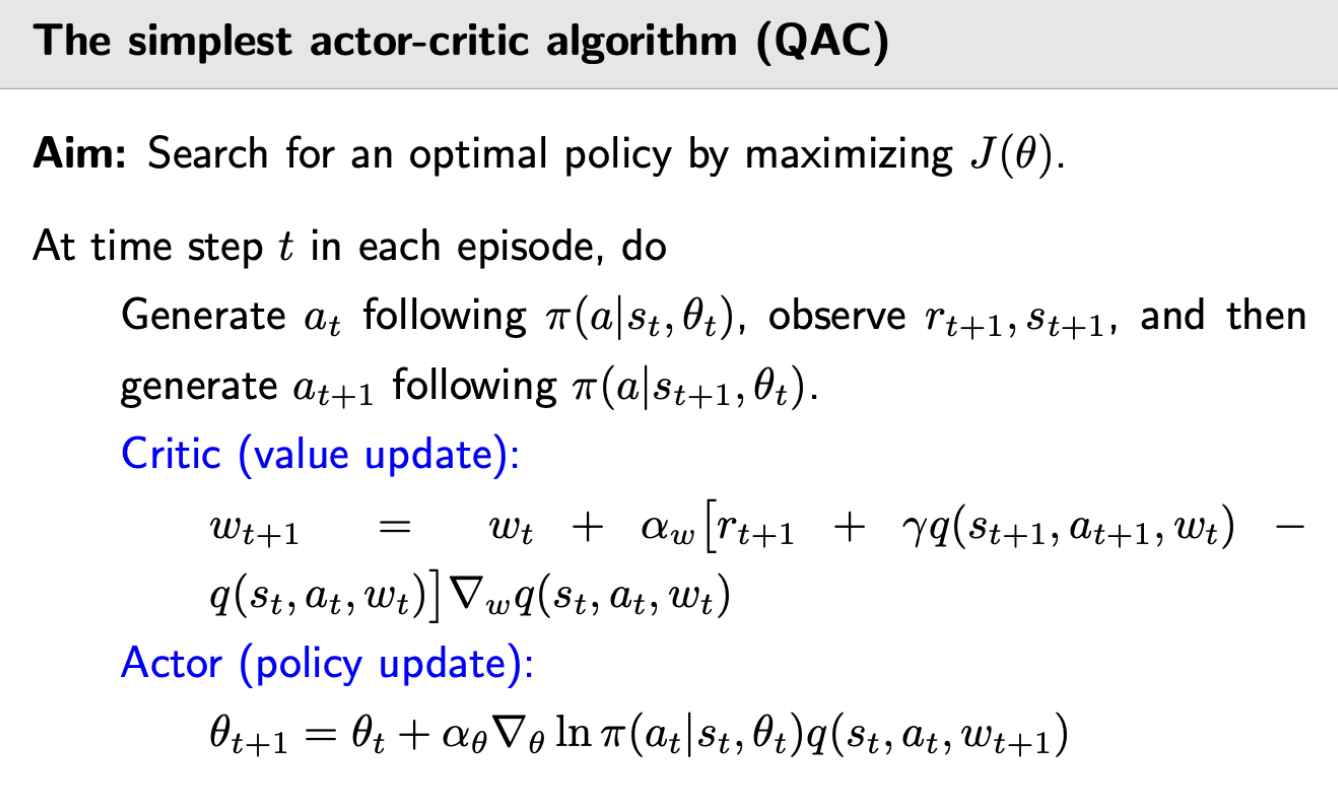 The simplest actor-critic algorithm (QAC)
Aim: Search for an optimal policy by maximizing $J(\theta)$.
At time step $t$ in each episode, do
Generate $a_t$ following $\pi(a|s_t, \theta_t)$, observe $r_{t+1}, s_{t+1}$, and then
generate $a_{t+1}$ following $\pi(a|s_{t+1}, \theta_t)$.
Critic (value update):
$w_{t+1} = w_t + \alpha_w \big[ r_{t+1} + \gamma q(s_{t+1}, a_{t+1}, w_t) -$
$q(s_t, a_t, w_t) \big] \nabla_w q(s_t, a_t, w_t)$
Actor (policy update):
$\theta_{t+1} = \theta_t + \alpha_\theta \nabla_\theta \ln \pi(a_t|s_t, \theta_t) q(s_t, a_t, w_{t+1})$